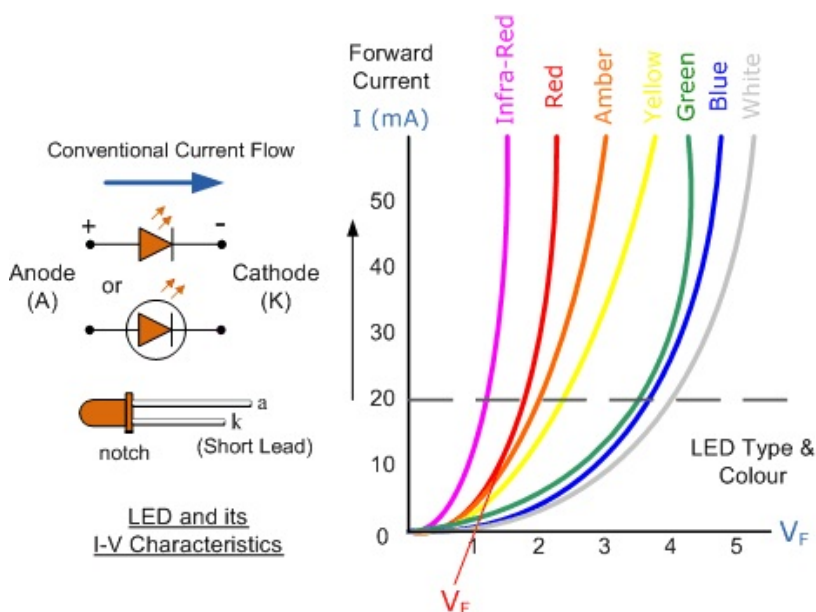 Forward
Current
I (mA)
Infra-Red
Red
Amber
Yellow
Green
Blue
White
Conventional Current Flow
+ -
Anode
(A)
or
Cathode
(K)
a
k
notch
(Short Lead)
LED and its
I-V Characteristics
50
40
30
20
10
0
1 2 3 4 5
V_F
LED Type &
Colour
V_F